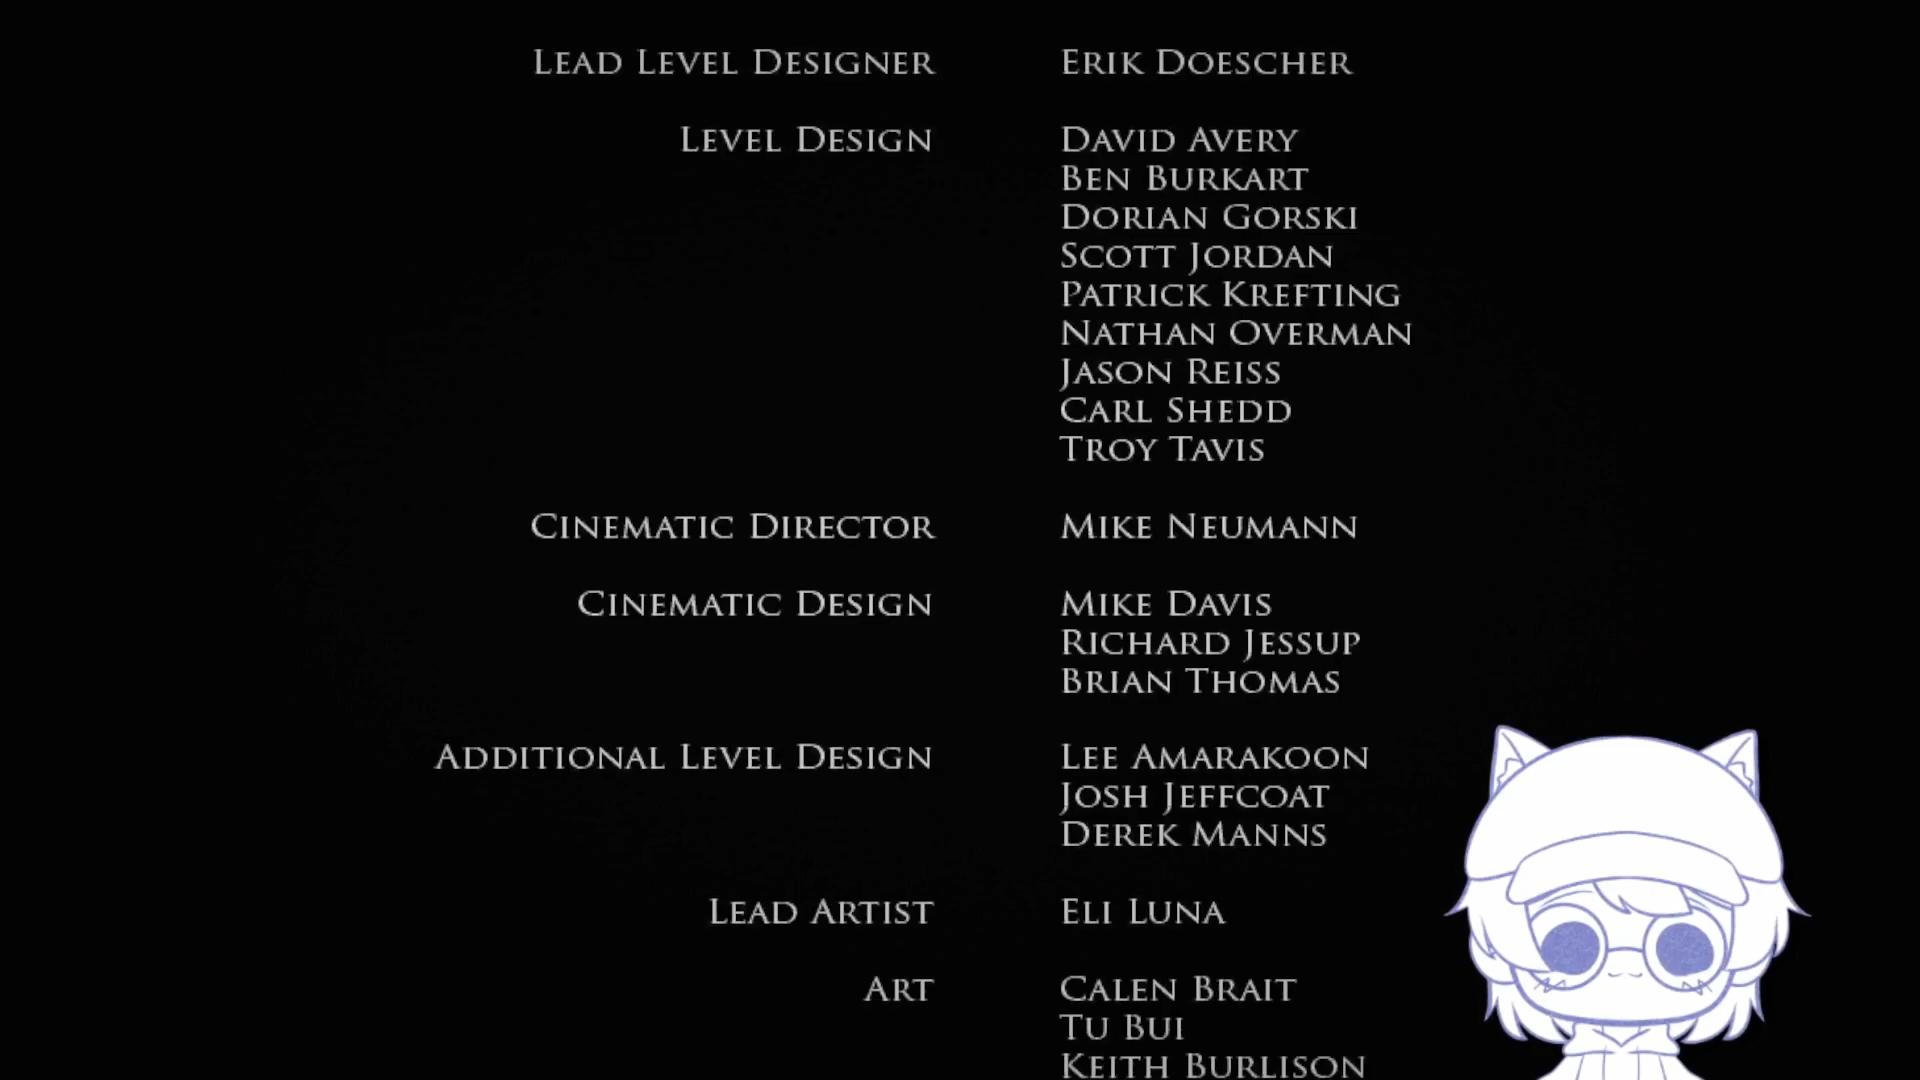 Lead Level Designer Erik Doescher
Level Design David Avery
Ben Burkart
Dorian Gorski
Scott Jordan
Patrick Krefting
Nathan Overman
Jason Reiss
Carl Shedd
Troy Tavis
Cinematic Director Mike Neumann
Cinematic Design Mike Davis
Richard Jessup
Brian Thomas
Additional Level Design Lee Amarakoon
Josh Jeffcoat
Derek Manns
Lead Artist Eli Luna
Art Calen Brait
Tu Bui
Keith Burlison